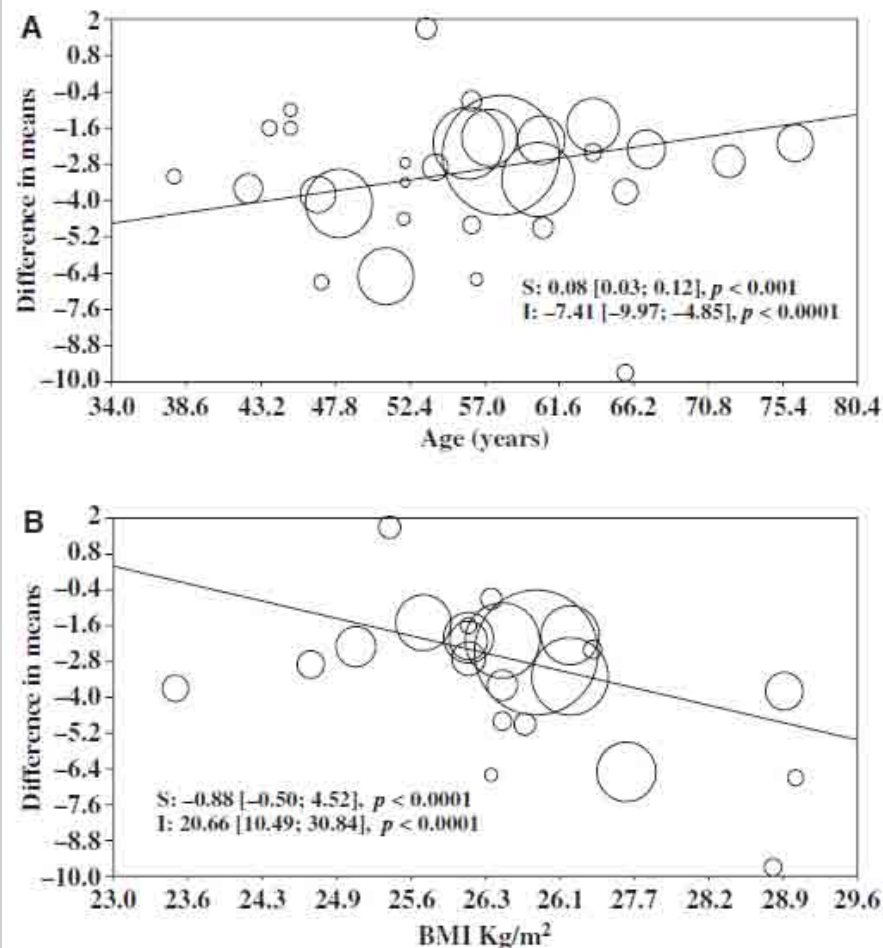 A
2
0.8
−0.4
−1.6
−2.8
−4.0
−5.2
−6.4
−7.6
−8.8
−10.0
Difference in means
S: 0.08 [0.03; 0.12], p < 0.001
I: −7.41 [−9.97; −4.85], p < 0.0001
34.0 38.6 43.2 47.8 52.4 57.0 61.6 66.2 70.8 75.4 80.4
Age (years)
B
2
0.8
−0.4
−1.6
−2.8
−4.0
−5.2
−6.4
−7.6
−8.8
−10.0
Difference in means
S: −0.88 [−0.50; 4.52], p < 0.0001
I: 20.66 [10.49; 30.84], p < 0.0001
23.0 23.6 24.3 24.9 25.6 26.3 26.1 27.7 28.2 28.9 29.6
BMI Kg/m²